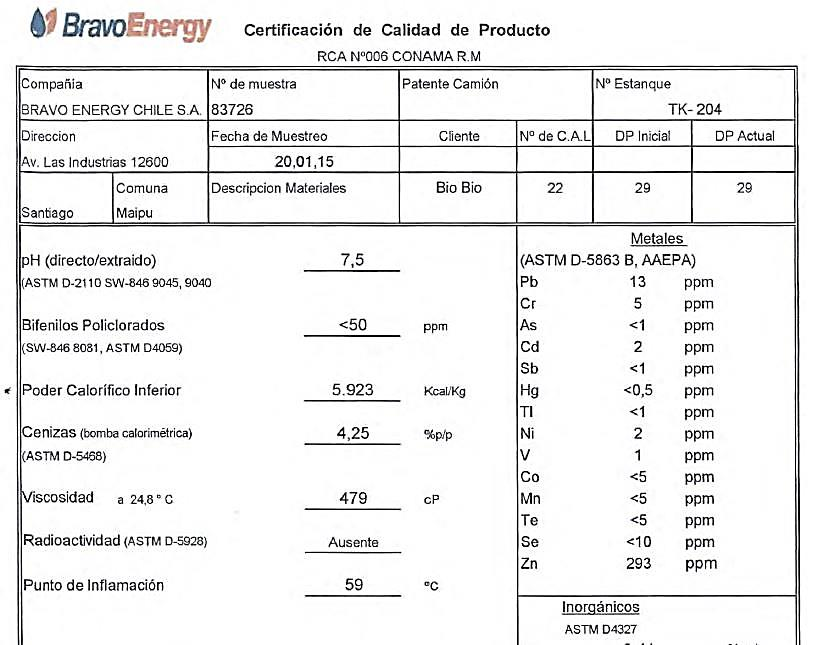 BravoEnergy
Certificación de Calidad de Producto
RCA Nº006 CONAMA R.M
Compañía Nº de muestra Patente Camión Nº Estanque
BRAVO ENERGY CHILE S.A. 83726 TK-204
Direccion Fecha de Muestreo Cliente Nº de C.A.L DP Inicial DP Actual
Av. Las Industrias 12600 20,01,15
Comuna Descripcion Materiales Bio Bio 22 29 29
Santiago Maipu
Metales
pH (directo/extraido) 7,5 (ASTM D-5863 B, AAEPA)
(ASTM D-2110 SW-846 9045, 9040 Pb 13 ppm
Cr 5 ppm
Bifenilos Policlorados <50 ppm As <1 ppm
(SW-846 8081, ASTM D4059) Cd 2 ppm
Sb <1 ppm
Poder Calorífico Inferior 5.923 Kcal/Kg Hg <0,5 ppm
Tl <1 ppm
Cenizas (bomba calorimétrica) 4,25 %p/p Ni 2 ppm
(ASTM D-5468) V 1 ppm
Co <5 ppm
Viscosidad a 24,8 º C 479 cP Mn <5 ppm
Te <5 ppm
Radioactividad (ASTM D-5928) Ausente Se <10 ppm
Zn 293 ppm
Punto de Inflamación 59 ºC
Inorgánicos
ASTM D4327